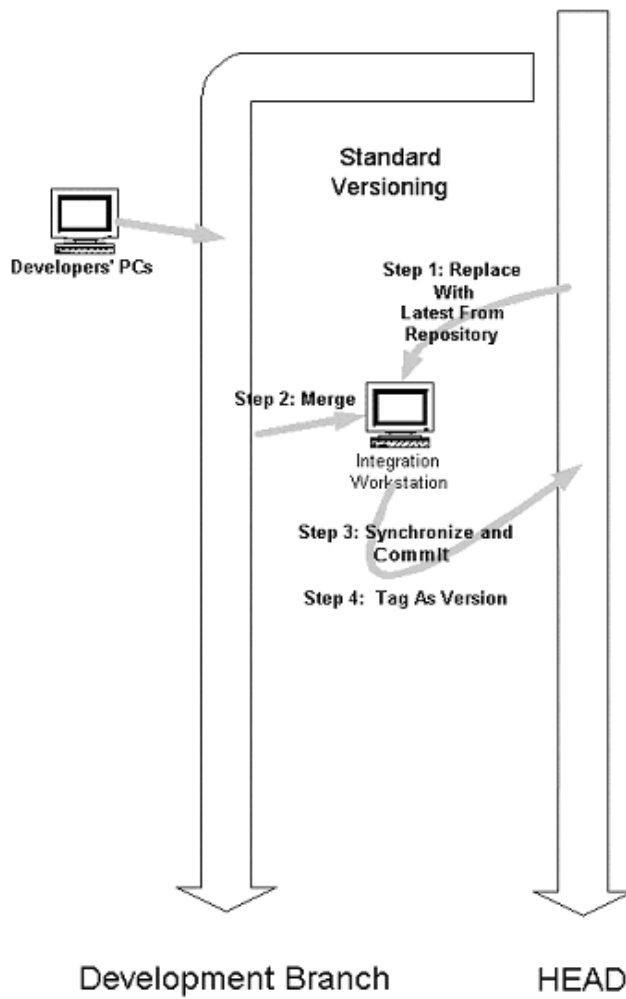 Standard
Versioning
Developers' PCs
Step 1: Replace
With
Latest From
Repository
Step 2: Merge
Integration
Workstation
Step 3: Synchronize and
Commit
Step 4: Tag As Version
Development Branch
HEAD